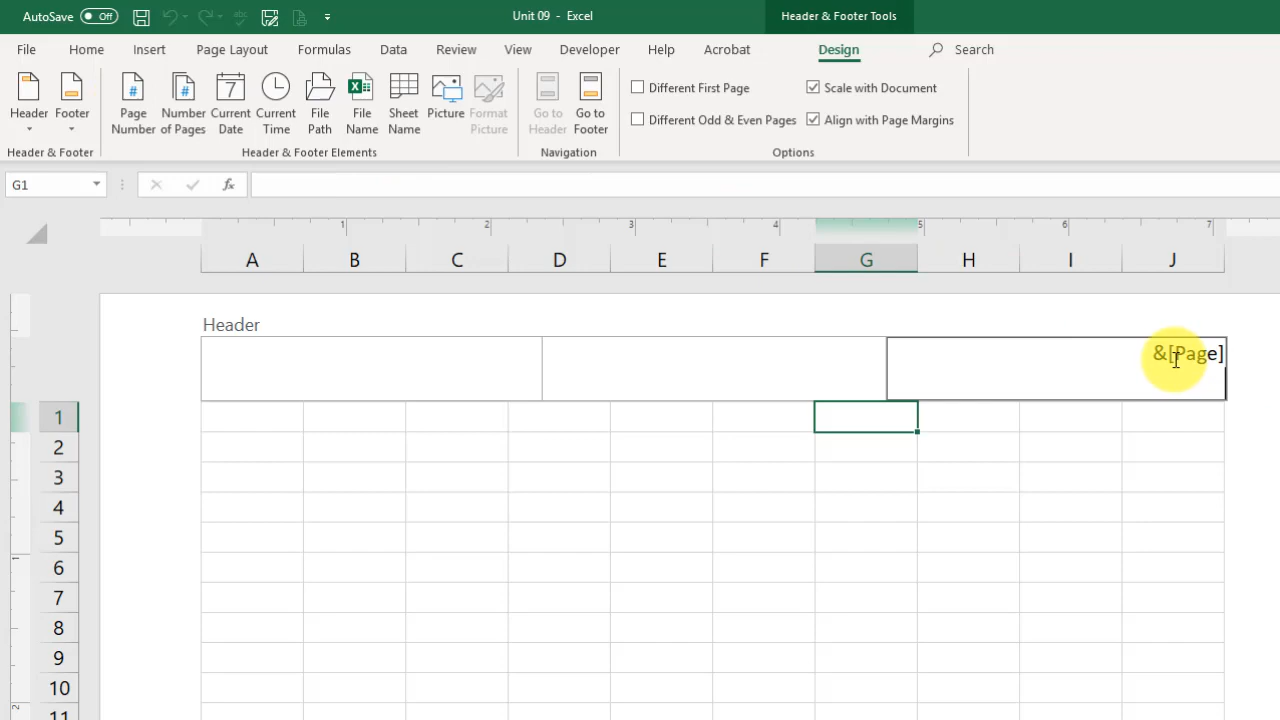 AutoSave Off
Unit 09 - Excel
Header & Footer Tools
File Home Insert Page Layout Formulas Data Review View Developer Help Acrobat Design Search
Header Footer
Page Number
Number of Pages
Current Date
Current Time
File Path
File Name
Sheet Name
Picture
Format Picture
Go to Header
Go to Footer
Different First Page
Scale with Document
Different Odd & Even Pages
Align with Page Margins
Header & Footer
Header & Footer Elements
Navigation
Options
G1
fx
1 2 3 4 5 6 7
A B C D E F G H I J
Header
&[Page]
1
2
3
4
5
6
7
8
9
10
11
1
2